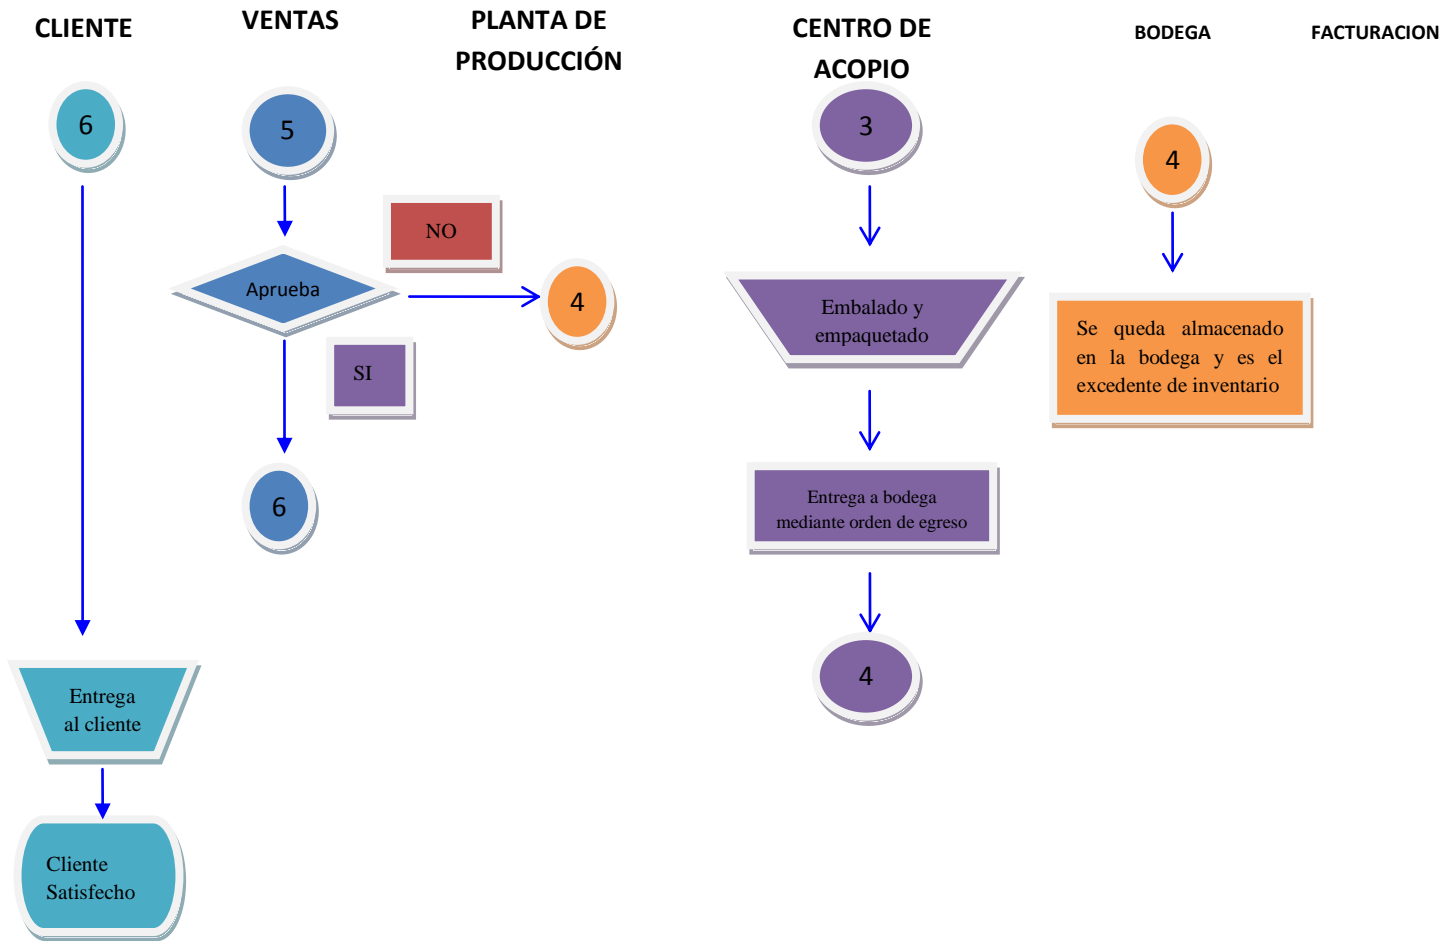 CLIENTE
VENTAS
PLANTA DE
PRODUCCIÓN
CENTRO DE
ACOPIO
BODEGA
FACTURACION
6
5
3
4
NO
Aprueba
4
SI
6
Embalado y
empaquetado
Se queda almacenado
en la bodega y es el
excedente de inventario
Entrega a bodega
mediante orden de egreso
4
Entrega
al cliente
Cliente
Satisfecho